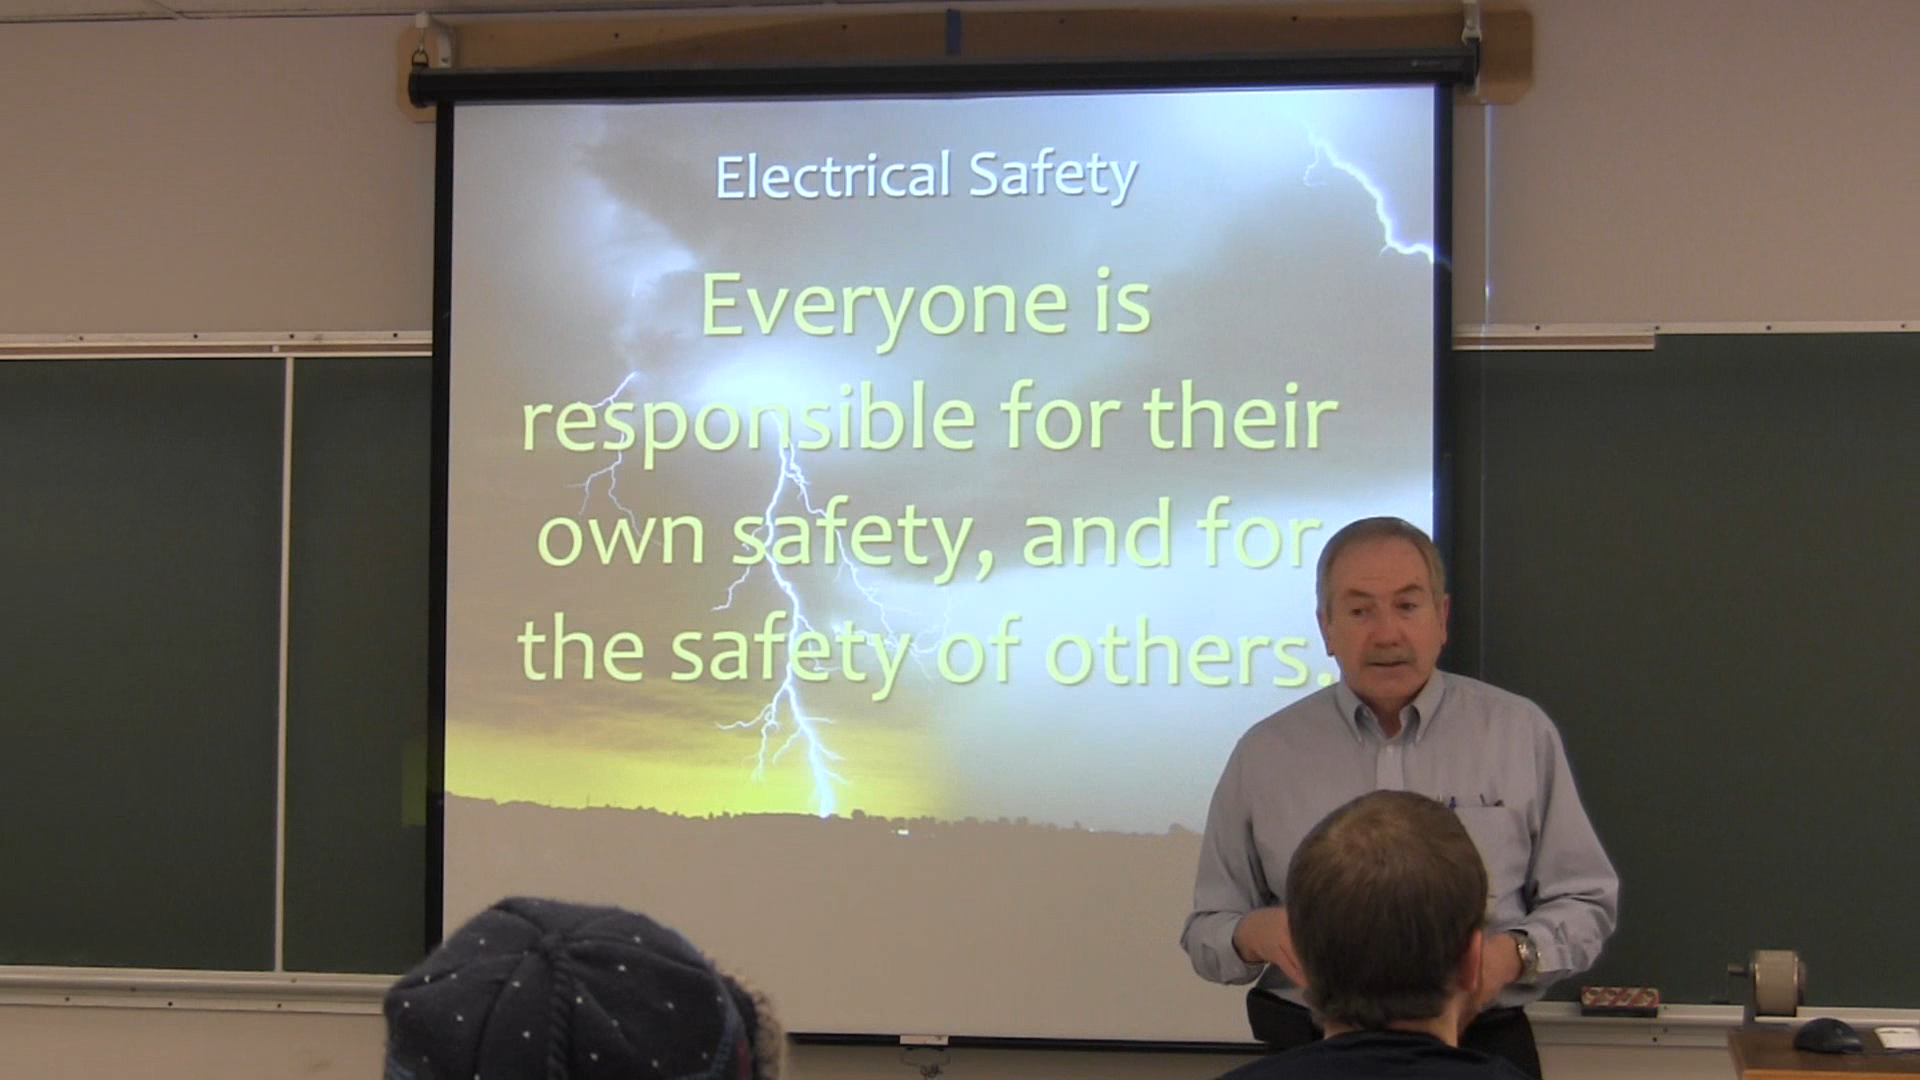 Electrical Safety
Everyone is
responsible for their
own safety, and for
the safety of others.